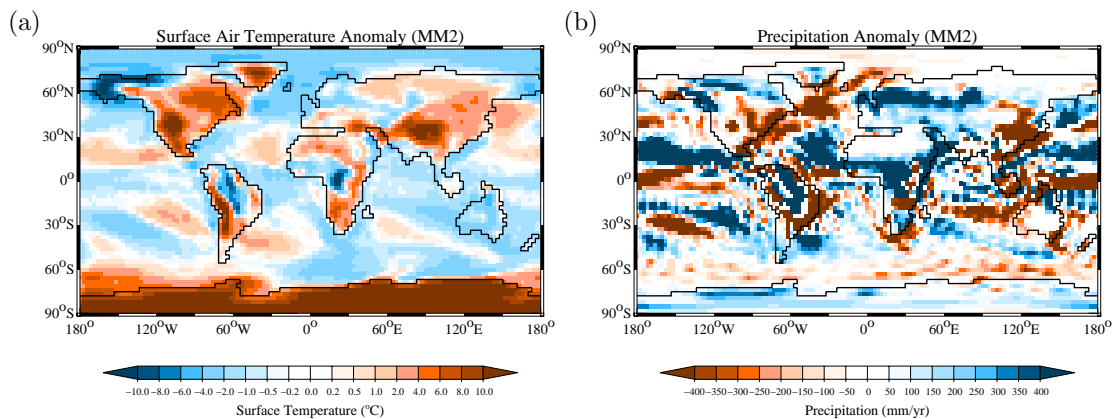 (a)
Surface Air Temperature Anomaly (MM2)
90°N
60°N
30°N
0°
30°S
60°S
90°S
180° 120°W 60°W 0° 60°E 120°E 180°
−10.0 −8.0 −6.0 −4.0 −2.0 −1.0 −0.5 −0.2 0.0 0.2 0.5 1.0 2.0 4.0 6.0 8.0 10.0
Surface Temperature (°C)
(b)
Precipitation Anomaly (MM2)
90°N
60°N
30°N
0°
30°S
60°S
90°S
180° 120°W 60°W 0° 60°E 120°E 180°
−400 −350 −300 −250 −200 −150 −100 −50 0 50 100 150 200 250 300 350 400
Precipitation (mm/yr)